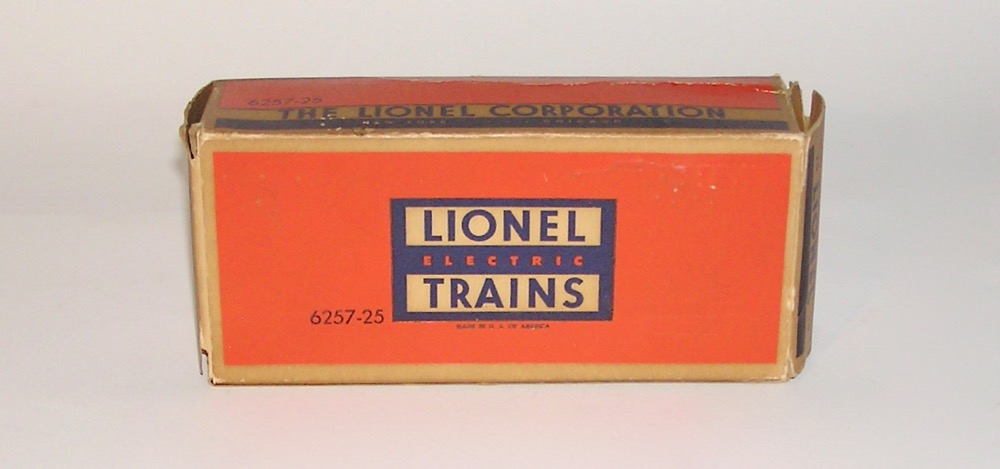 6257-25
THE LIONEL CORPORATION
NEW YORK CHICAGO
LIONEL
ELECTRIC
TRAINS
6257-25
MADE IN U. S. OF AMERICA